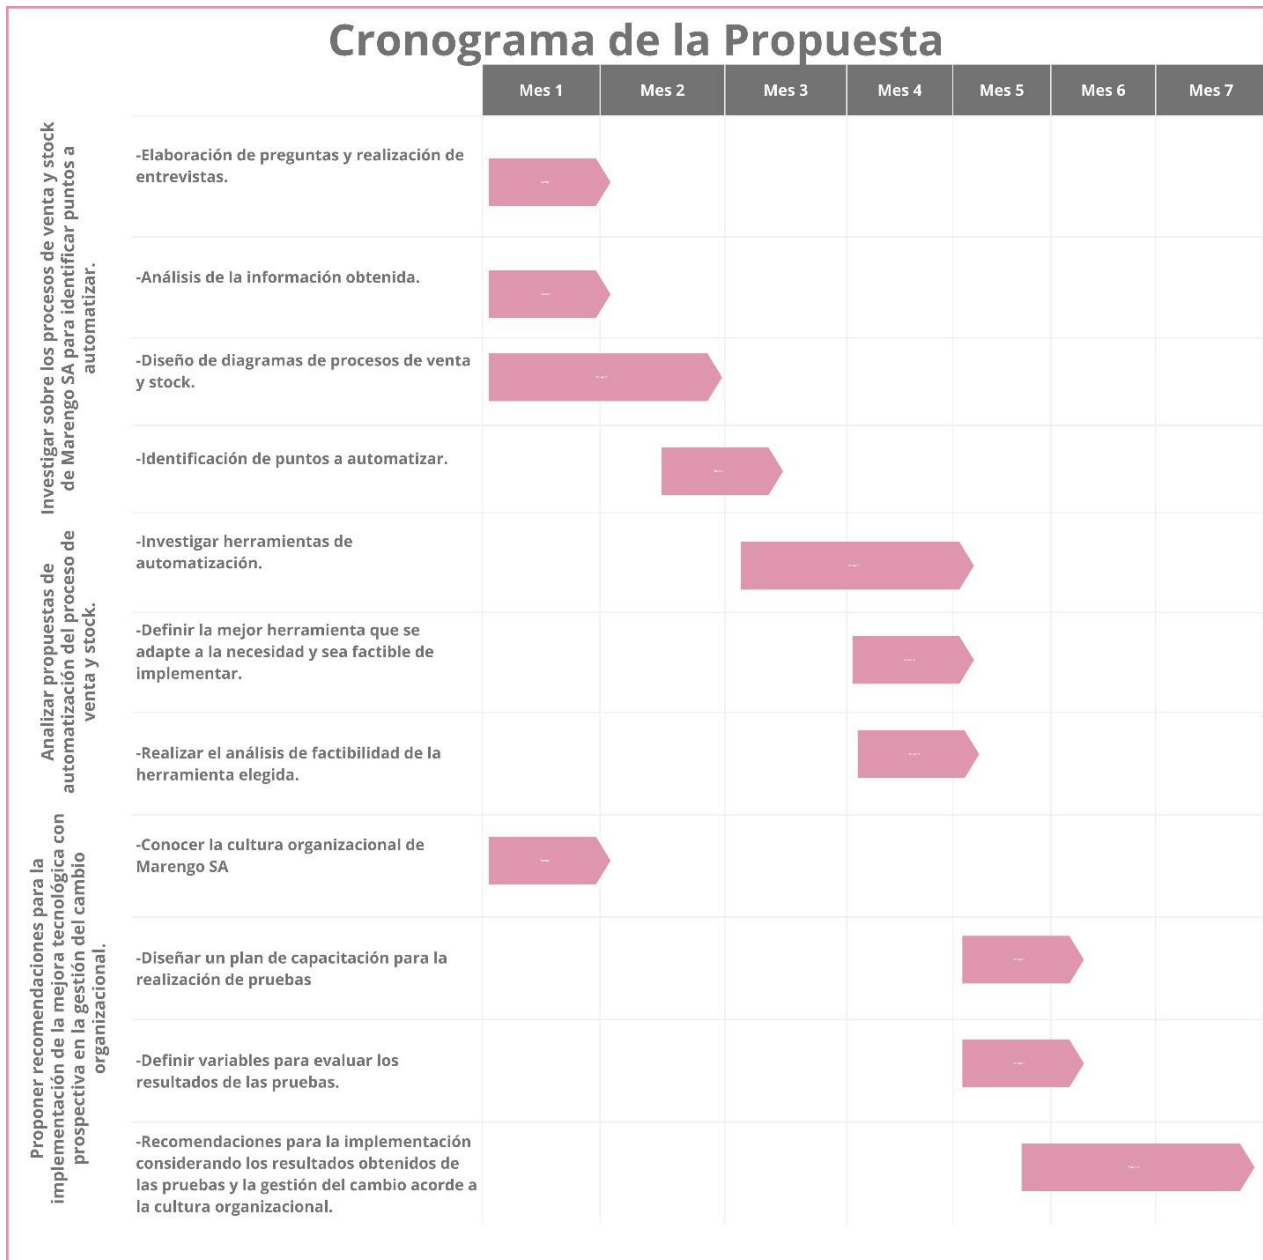 Cronograma de la Propuesta
Mes 1 Mes 2 Mes 3 Mes 4 Mes 5 Mes 6 Mes 7
Investigar sobre los procesos de venta y stock
de Marengo SA para identificar puntos a
automatizar.
-Elaboración de preguntas y realización de
entrevistas.
-Análisis de la información obtenida.
-Diseño de diagramas de procesos de venta
y stock.
-Identificación de puntos a automatizar.
Analizar propuestas de
automatización del proceso de
venta y stock.
-Investigar herramientas de
automatización.
-Definir la mejor herramienta que se
adapte a la necesidad y sea factible de
implementar.
-Realizar el análisis de factibilidad de la
herramienta elegida.
Proponer recomendaciones para la
implementación de la mejora tecnológica con
prospectiva en la gestión del cambio
organizacional.
-Conocer la cultura organizacional de
Marengo SA
-Diseñar un plan de capacitación para la
realización de pruebas
-Definir variables para evaluar los
resultados de las pruebas.
-Recomendaciones para la implementación
considerando los resultados obtenidos de
las pruebas y la gestión del cambio acorde a
la cultura organizacional.